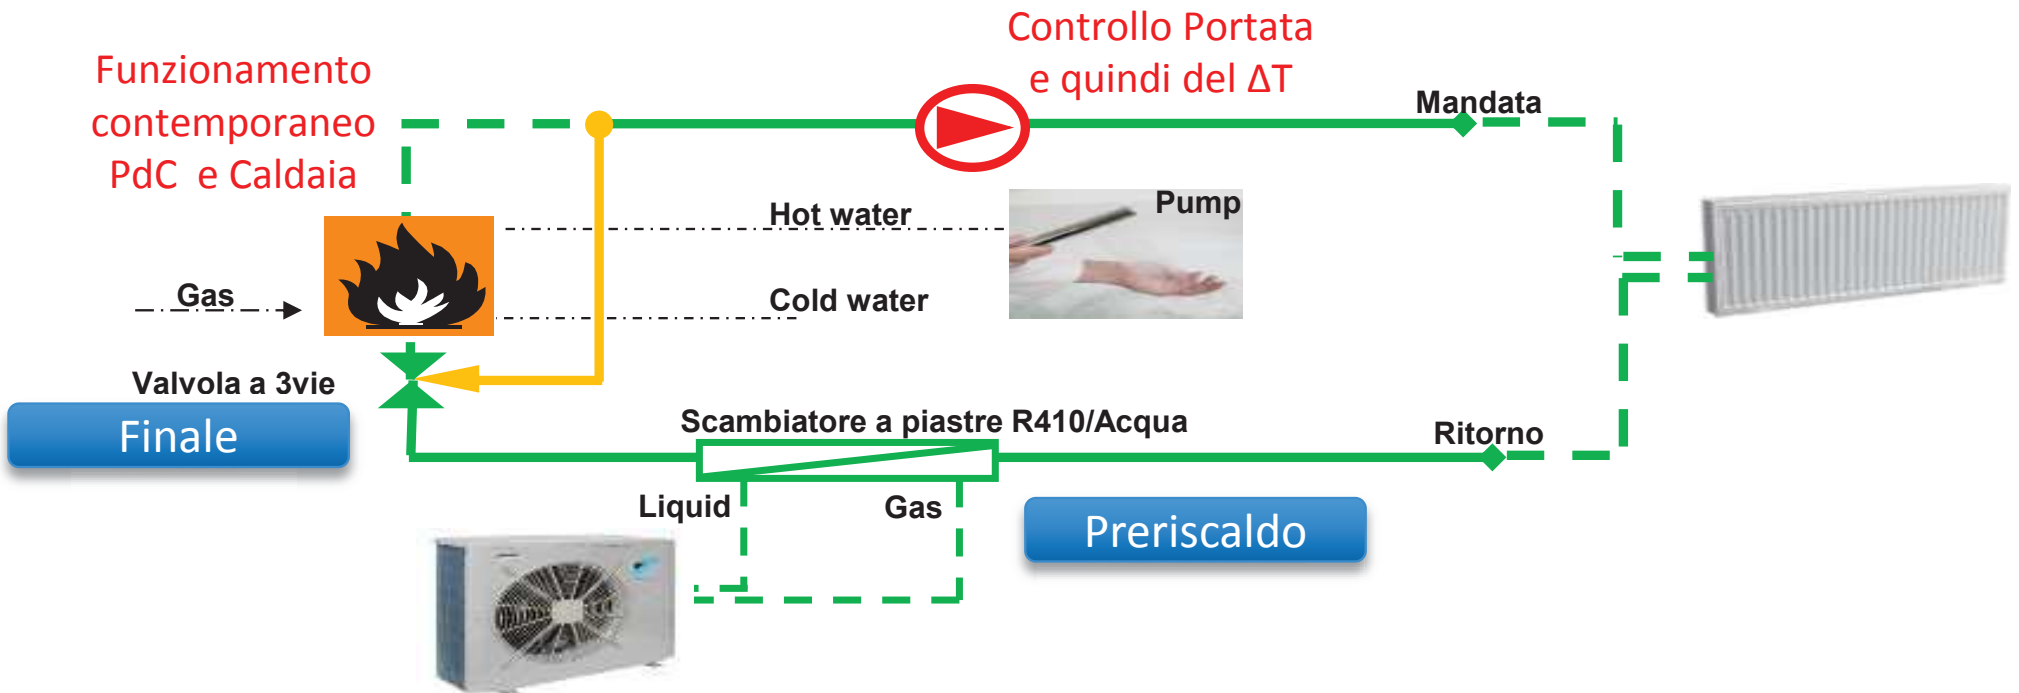 Controllo Portata
e quindi del ΔT
Funzionamento
contemporaneo
PdC e Caldaia
Mandata
Hot water
Pump
Gas
Cold water
Valvola a 3vie
Finale
Scambiatore a piastre R410/Acqua
Ritorno
Liquid
Gas
Preriscaldo